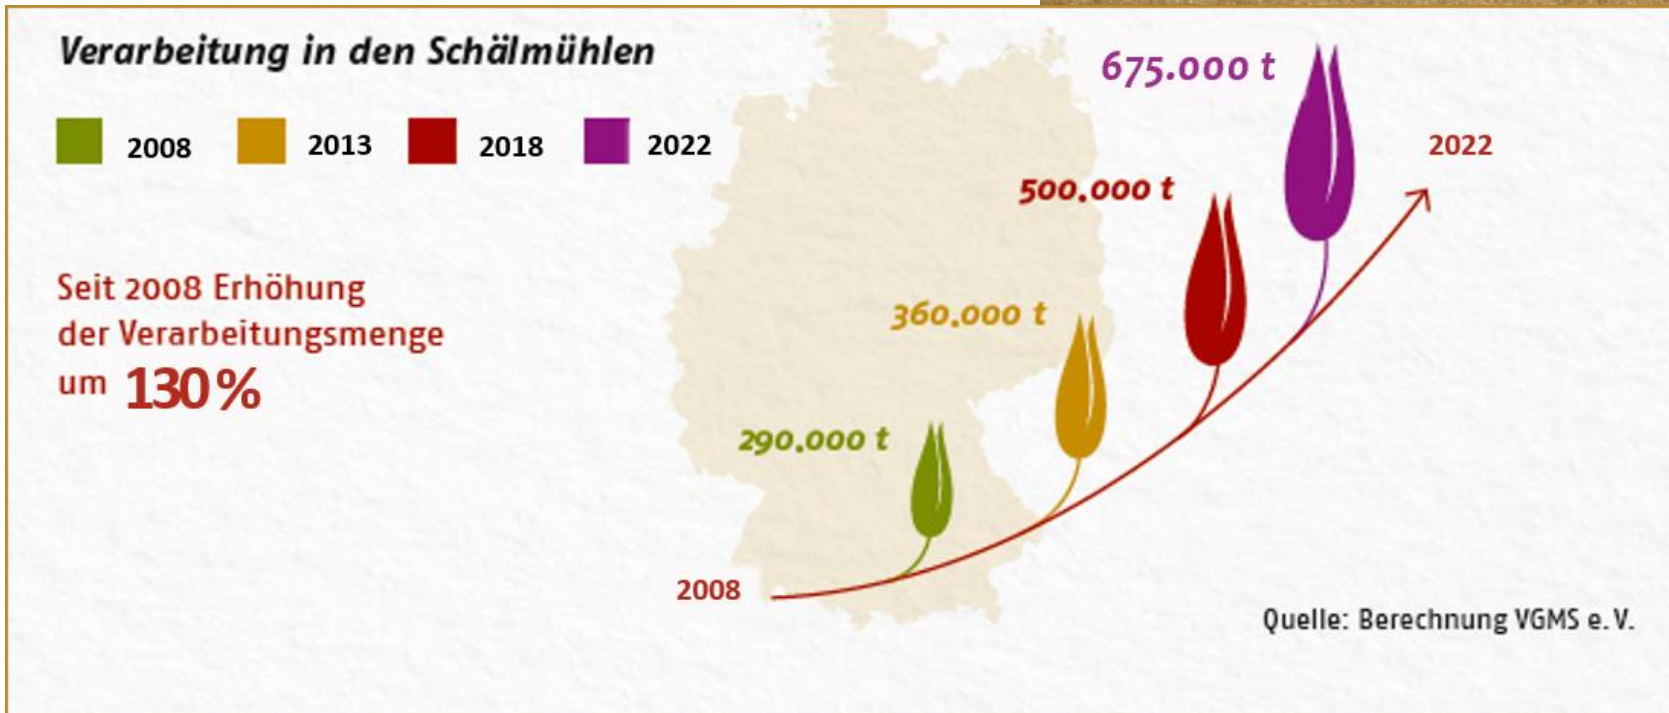 Verarbeitung in den Schälmühlen
2008 2013 2018 2022
Seit 2008 Erhöhung
der Verarbeitungsmenge
um 130%
675.000 t
2022
500.000 t
360.000 t
290.000 t
2008
Quelle: Berechnung VGMS e. V.